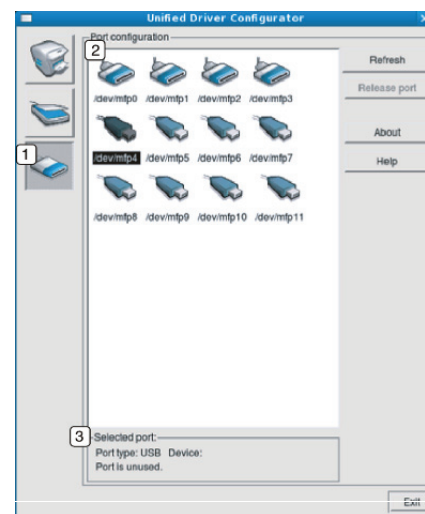 Unified Driver Configurator
Port configuration
2
Refresh
/dev/mfp0 /dev/mfp1 /dev/mfp2 /dev/mfp3
Release port
About
1
/dev/mfp4 /dev/mfp5 /dev/mfp6 /dev/mfp7
Help
/dev/mfp8 /dev/mfp9 /dev/mfp10 /dev/mfp11
3
Selected port:
Port type: USB Device:
Port is unused.
Exit